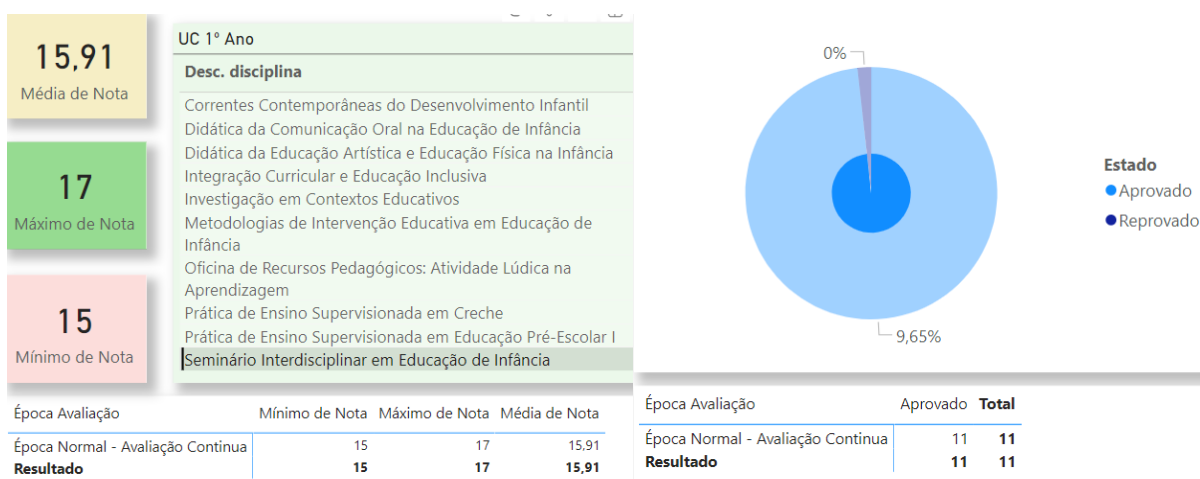 15,91
Média de Nota
17
Máximo de Nota
15
Mínimo de Nota
UC 1º Ano
Desc. disciplina
Correntes Contemporâneas do Desenvolvimento Infantil
Didática da Comunicação Oral na Educação de Infância
Didática da Educação Artística e Educação Física na Infância
Integração Curricular e Educação Inclusiva
Investigação em Contextos Educativos
Metodologias de Intervenção Educativa em Educação de
Infância
Oficina de Recursos Pedagógicos: Atividade Lúdica na
Aprendizagem
Prática de Ensino Supervisionada em Creche
Prática de Ensino Supervisionada em Educação Pré-Escolar I
Seminário Interdisciplinar em Educação de Infância
0%
9,65%
Estado
Aprovado
Reprovado
Época Avaliação Mínimo de Nota Máximo de Nota Média de Nota
Época Normal - Avaliação Continua 15 17 15,91
Resultado 15 17 15,91
Época Avaliação Aprovado Total
Época Normal - Avaliação Continua 11 11
Resultado 11 11